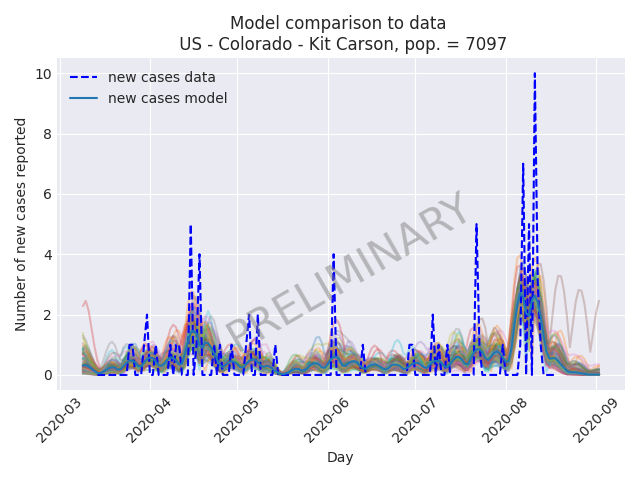 Model comparison to data
US - Colorado - Kit Carson, pop. = 7097
new cases data
new cases model
Number of new cases reported
10
8
6
4
2
0
PRELIMINARY
2020-03
2020-04
2020-05
2020-06
2020-07
2020-08
2020-09
Day